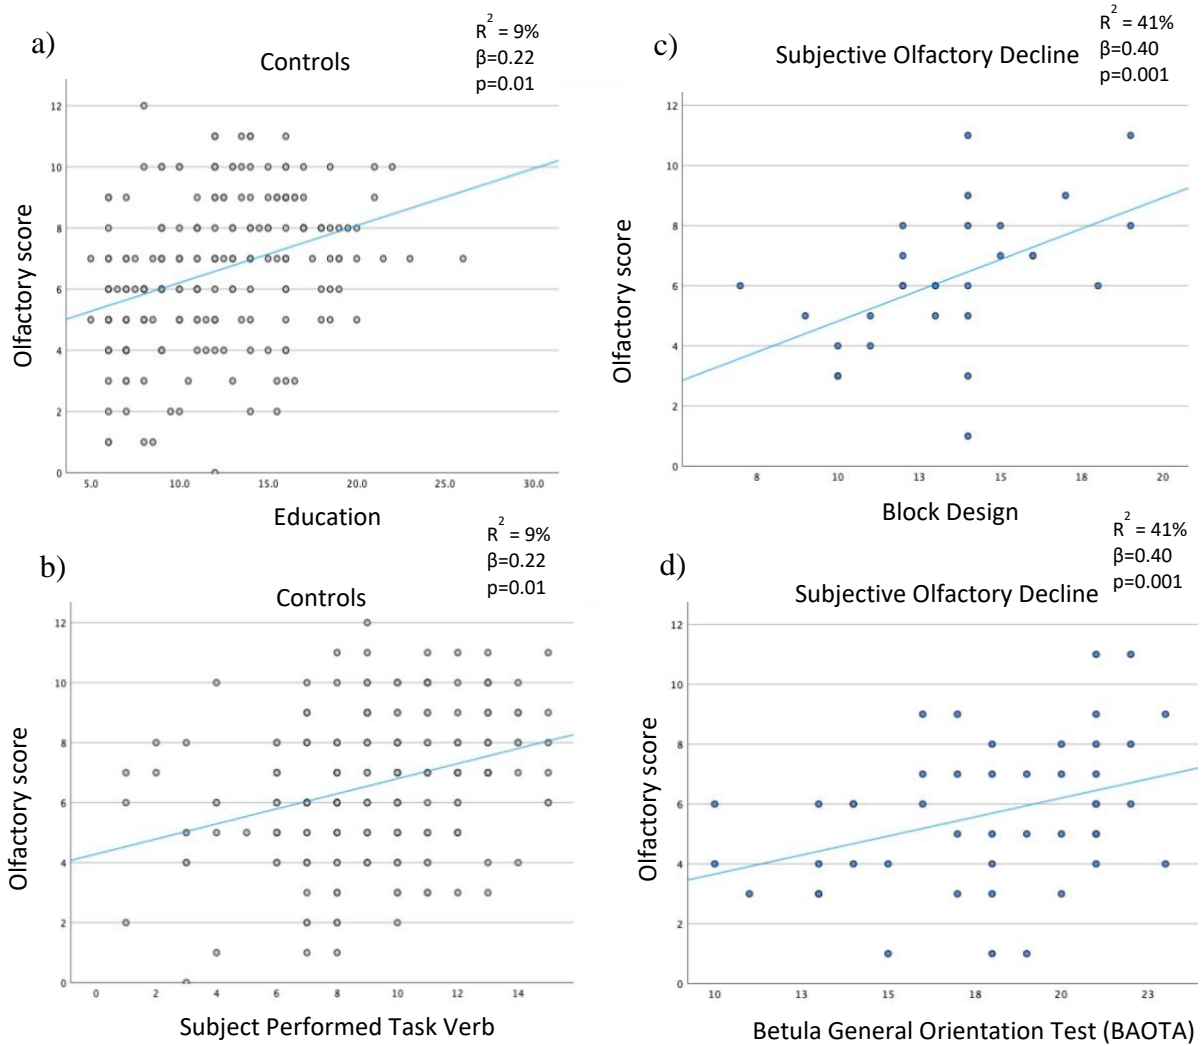 a)
Controls
R² = 9%
β=0.22
p=0.01
Olfactory score
12
10
8
6
4
2
0
5.0 10.0 15.0 20.0 25.0 30.0
Education
c)
Subjective Olfactory Decline
R² = 41%
β=0.40
p=0.001
Olfactory score
12
10
8
6
4
2
0
8 10 13 15 18 20
Block Design
b)
Controls
R² = 9%
β=0.22
p=0.01
Olfactory score
12
10
8
6
4
2
0
0 2 4 6 8 10 12 14
Subject Performed Task Verb
d)
Subjective Olfactory Decline
R² = 41%
β=0.40
p=0.001
Olfactory score
12
10
8
6
4
2
0
10 13 15 18 20 23
Betula General Orientation Test (BAOTA)